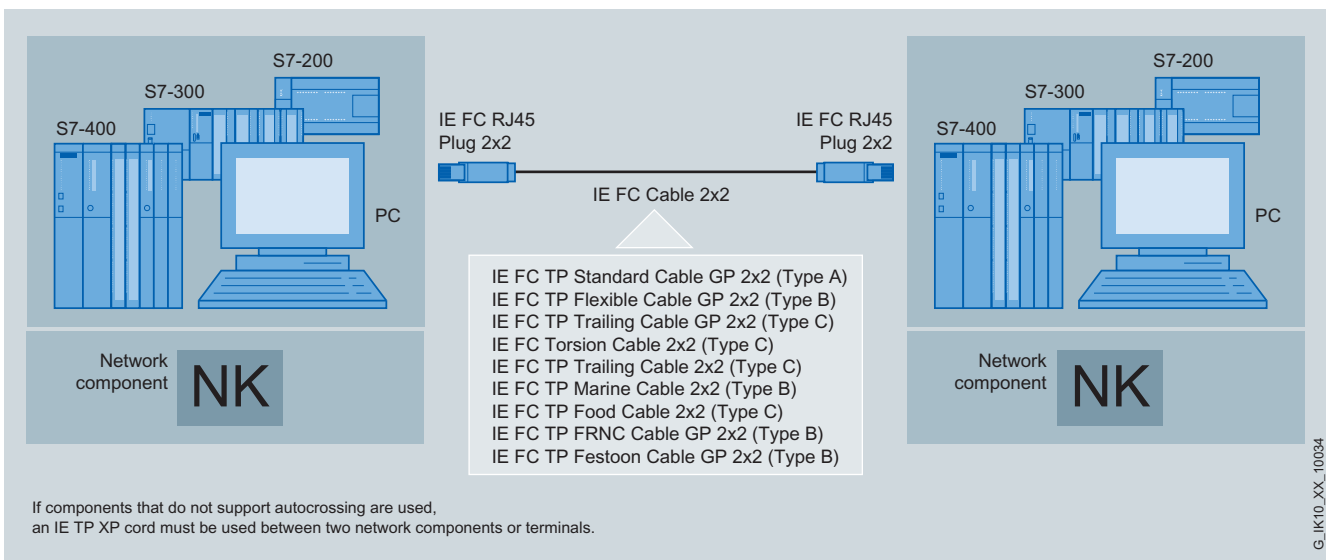 S7-200
S7-300
S7-400
PC
Network
component
NK
IE FC RJ45
Plug 2x2
IE FC RJ45
Plug 2x2
IE FC Cable 2x2
IE FC TP Standard Cable GP 2x2 (Type A)
IE FC TP Flexible Cable GP 2x2 (Type B)
IE FC TP Trailing Cable GP 2x2 (Type C)
IE FC Torsion Cable 2x2 (Type C)
IE FC TP Trailing Cable 2x2 (Type C)
IE FC TP Marine Cable 2x2 (Type B)
IE FC TP Food Cable 2x2 (Type C)
IE FC TP FRNC Cable GP 2x2 (Type B)
IE FC TP Festoon Cable GP 2x2 (Type B)
S7-200
S7-300
S7-400
PC
Network
component
NK
If components that do not support autocrossing are used,
an IE TP XP cord must be used between two network components or terminals.
G_IK10_XX_10034